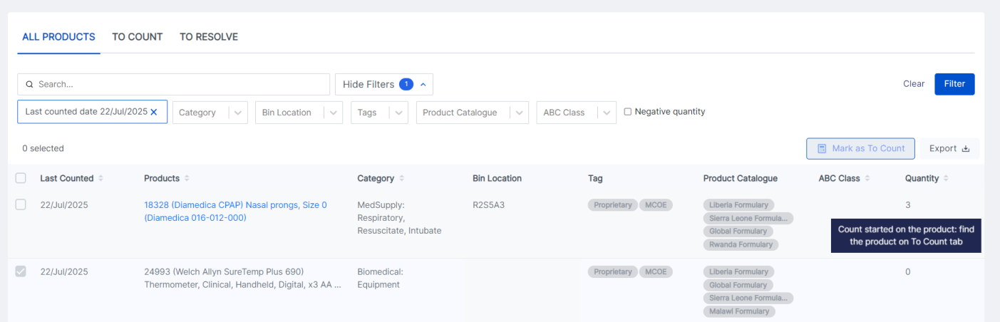 ALL PRODUCTS TO COUNT TO RESOLVE
Search... Hide Filters 1 Clear Filter
Last counted date 22/Jul/2025 Category Bin Location Tags Product Catalogue ABC Class Negative quantity
0 selected Mark as To Count Export
Last Counted Products Category Bin Location Tag Product Catalogue ABC Class Quantity
22/Jul/2025 18328 (Diamedica CPAP) Nasal prongs, Size 0 MedSupply: R2S5A3 Proprietary MCOE Liberia Formulary 3
(Diamedica 016-012-000) Respiratory, Sierra Leone Formula...
Resuscitate, Intubate Global Formulary Count started on the product: find
Rwanda Formulary the product on To Count tab
22/Jul/2025 24993 (Welch Allyn SureTemp Plus 690) Biomedical: Proprietary MCOE Liberia Formulary 0
Thermometer, Clinical, Handheld, Digital, x3 AA ... Equipment Global Formulary
Sierra Leone Formula...
Malawi Formulary